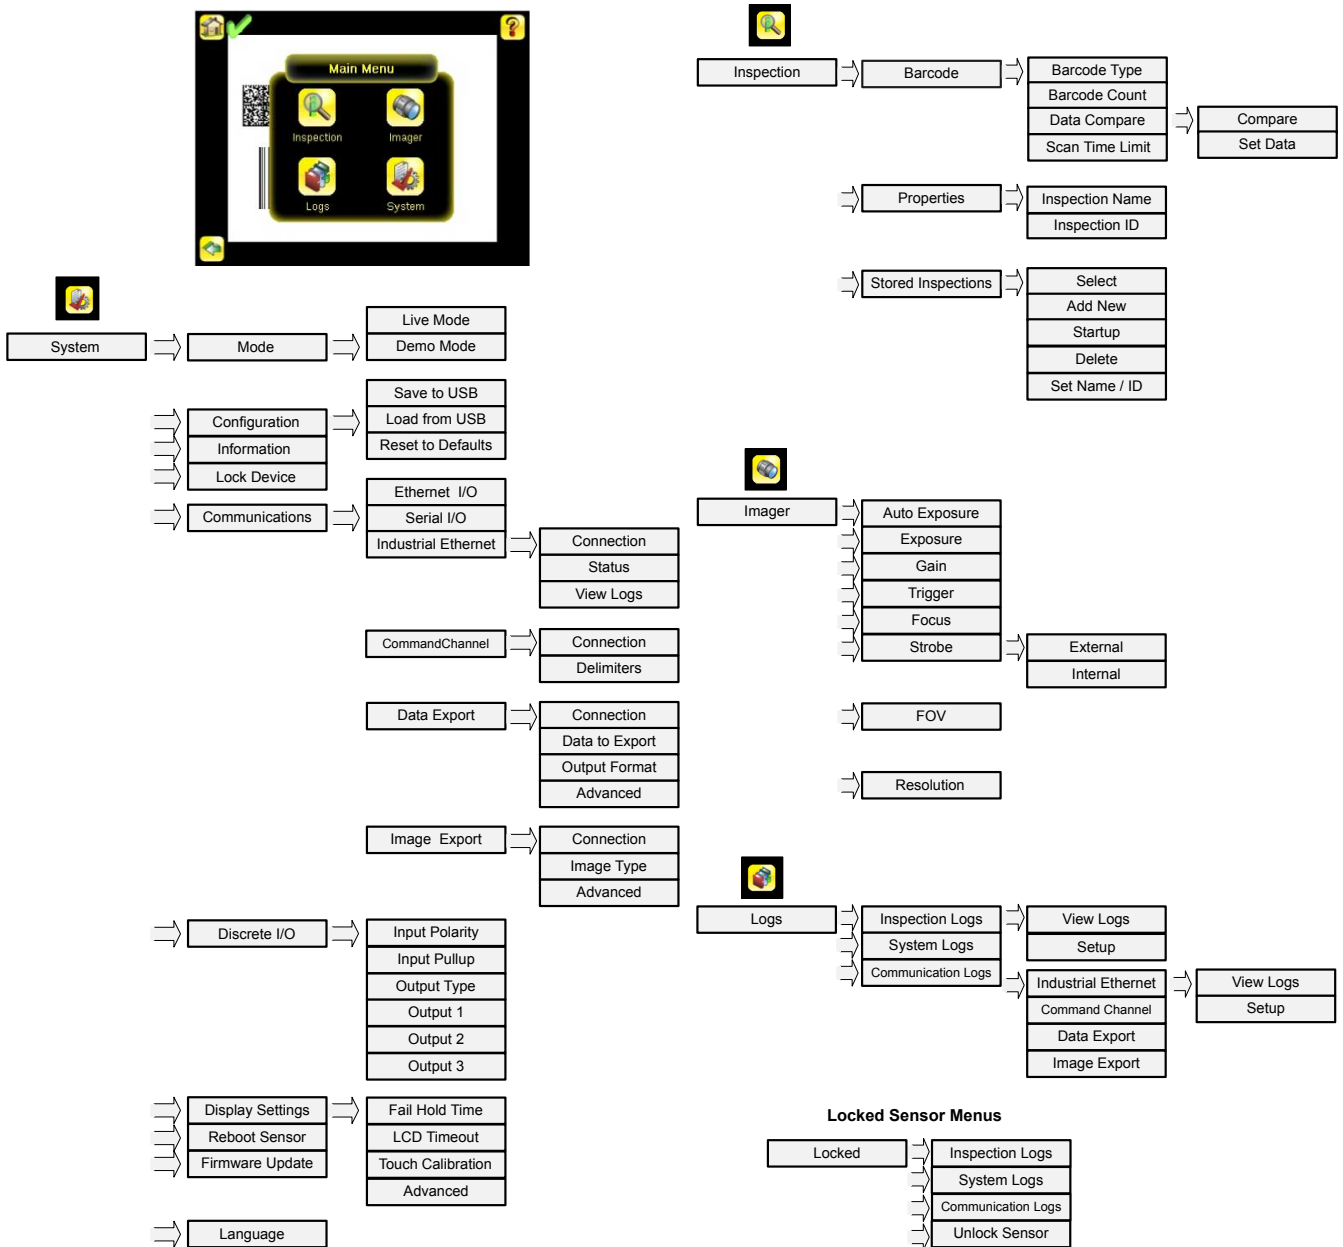 Main Menu
Inspection
Imager
Logs
System
System
Mode
Live Mode
Demo Mode
Configuration
Information
Lock Device
Save to USB
Load from USB
Reset to Defaults
Communications
Ethernet I/O
Serial I/O
Industrial Ethernet
Connection
Status
View Logs
CommandChannel
Connection
Delimiters
Data Export
Connection
Data to Export
Output Format
Advanced
Image Export
Connection
Image Type
Advanced
Discrete I/O
Input Polarity
Input Pullup
Output Type
Output 1
Output 2
Output 3
Display Settings
Reboot Sensor
Firmware Update
Fail Hold Time
LCD Timeout
Touch Calibration
Advanced
Language
Inspection
Barcode
Barcode Type
Barcode Count
Data Compare
Scan Time Limit
Compare
Set Data
Properties
Inspection Name
Inspection ID
Stored Inspections
Select
Add New
Startup
Delete
Set Name / ID
Imager
Auto Exposure
Exposure
Gain
Trigger
Focus
Strobe
External
Internal
FOV
Resolution
Logs
Inspection Logs
System Logs
Communication Logs
View Logs
Setup
Industrial Ethernet
Command Channel
Data Export
Image Export
View Logs
Setup
Locked Sensor Menus
Locked
Inspection Logs
System Logs
Communication Logs
Unlock Sensor